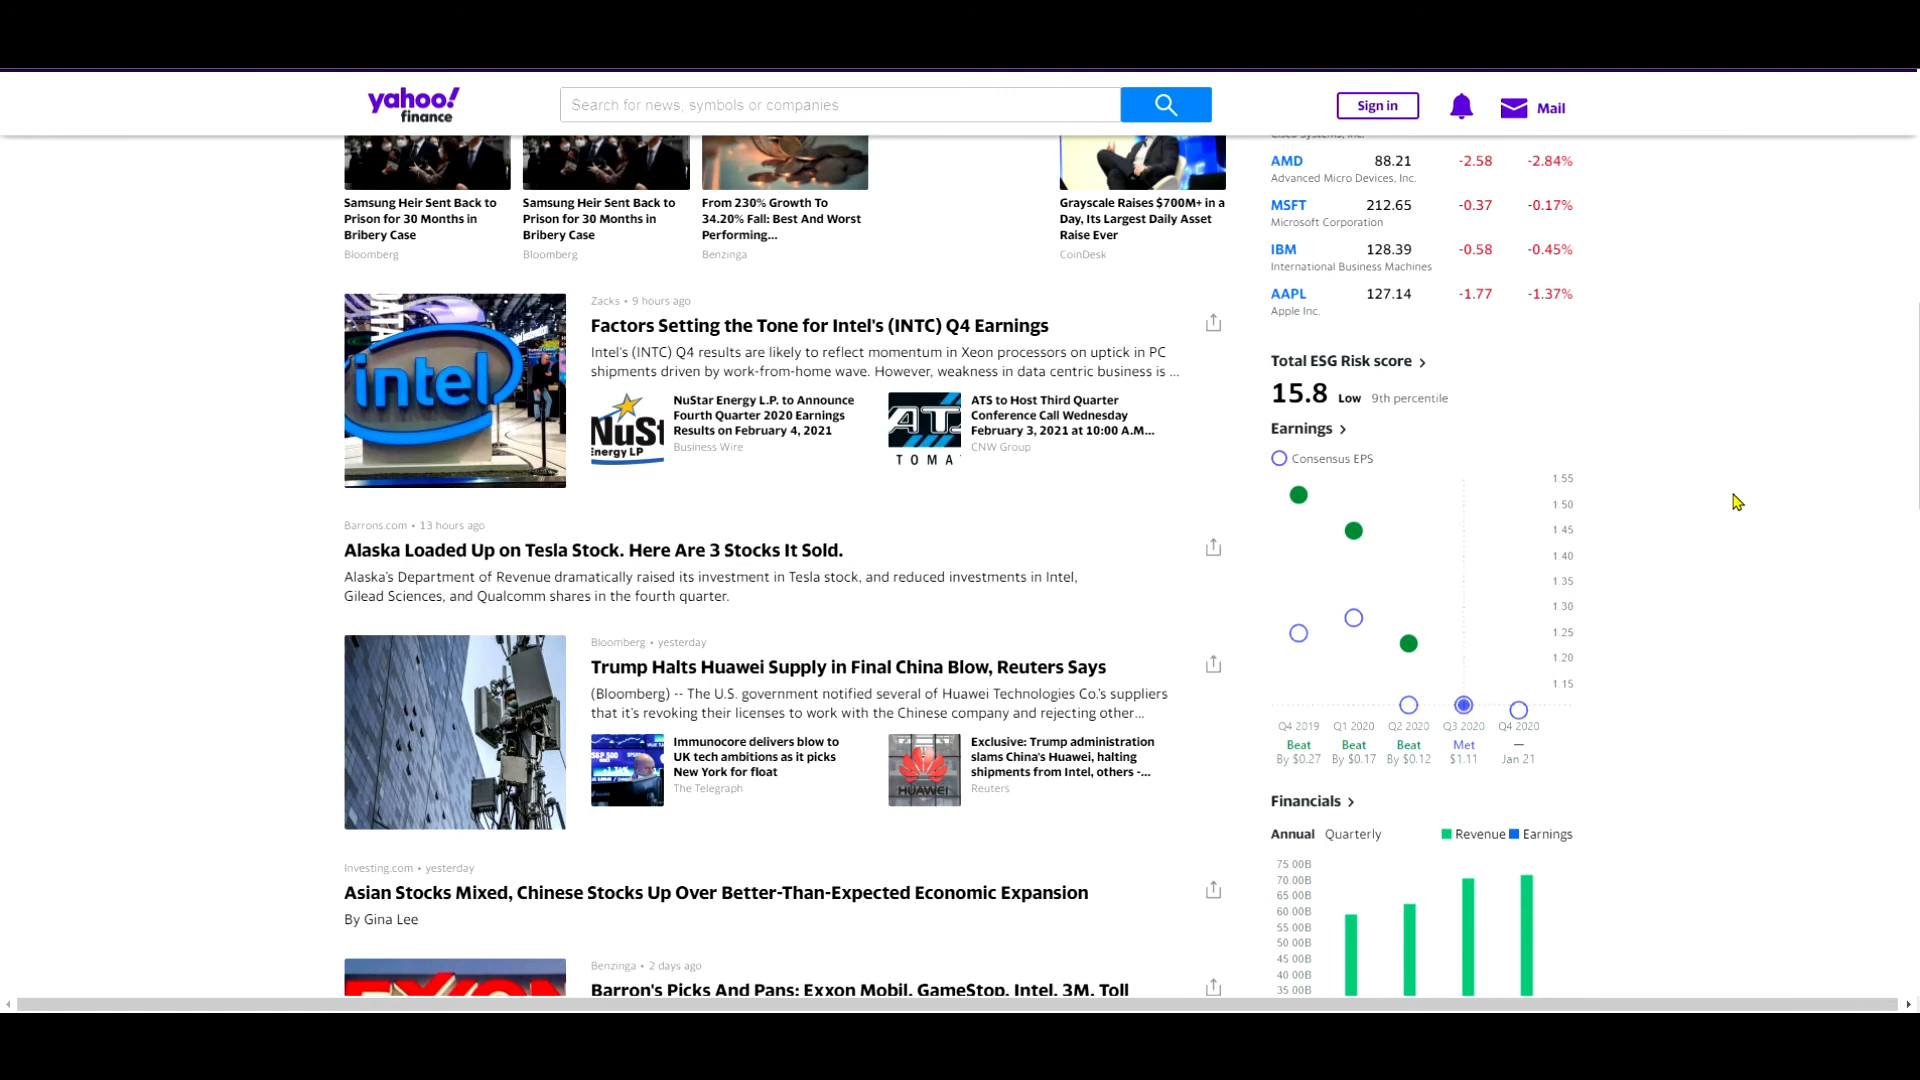 yahoo!
finance
Search for news, symbols or companies
Sign in
Mail
Samsung Heir Sent Back to
Prison for 30 Months in
Bribery Case
Bloomberg
Samsung Heir Sent Back to
Prison for 30 Months in
Bribery Case
Bloomberg
From 230% Growth To
34.20% Fall: Best And Worst
Performing...
Benzinga
Grayscale Raises $700M+ in a
Day, Its Largest Daily Asset
Raise Ever
CoinDesk
DATA
intel
Zacks • 9 hours ago
Factors Setting the Tone for Intel's (INTC) Q4 Earnings
Intel's (INTC) Q4 results are likely to reflect momentum in Xeon processors on uptick in PC
shipments driven by work-from-home wave. However, weakness in data centric business is ...
NuSt
Energy LP
NuStar Energy L.P. to Announce
Fourth Quarter 2020 Earnings
Results on February 4, 2021
Business Wire
ATS
TOMA
ATS to Host Third Quarter
Conference Call Wednesday
February 3, 2021 at 10:00 A.M...
CNW Group
Barrons.com • 13 hours ago
Alaska Loaded Up on Tesla Stock. Here Are 3 Stocks It Sold.
Alaska's Department of Revenue dramatically raised its investment in Tesla stock, and reduced investments in Intel,
Gilead Sciences, and Qualcomm shares in the fourth quarter.
Bloomberg • yesterday
Trump Halts Huawei Supply in Final China Blow, Reuters Says
(Bloomberg) -- The U.S. government notified several of Huawei Technologies Co.'s suppliers
that it's revoking their licenses to work with the Chinese company and rejecting other...
Immunocore delivers blow to
UK tech ambitions as it picks
New York for float
The Telegraph
HUAWEI
Exclusive: Trump administration
slams China's Huawei, halting
shipments from Intel, others -...
Reuters
Investing.com • yesterday
Asian Stocks Mixed, Chinese Stocks Up Over Better-Than-Expected Economic Expansion
By Gina Lee
EXXON
Benzinga • 2 days ago
Barron's Picks And Pans: Exxon Mobil, GameStop, Intel, 3M, Toll
Cisco Systems, Inc.
AMD 88.21 -2.58 -2.84%
Advanced Micro Devices, Inc.
MSFT 212.65 -0.37 -0.17%
Microsoft Corporation
IBM 128.39 -0.58 -0.45%
International Business Machines
AAPL 127.14 -1.77 -1.37%
Apple Inc.
Total ESG Risk score
15.8 Low 9th percentile
Earnings
Consensus EPS
1.55
1.50
1.45
1.40
1.35
1.30
1.25
1.20
1.15
Q4 2019 Q1 2020 Q2 2020 Q3 2020 Q4 2020
Beat Beat Beat Met —
By $0.27 By $0.17 By $0.12 $1.11 Jan 21
Financials
Annual Quarterly Revenue Earnings
75.00B
70.00B
65.00B
60.00B
55.00B
50.00B
45.00B
40.00B
35.00B